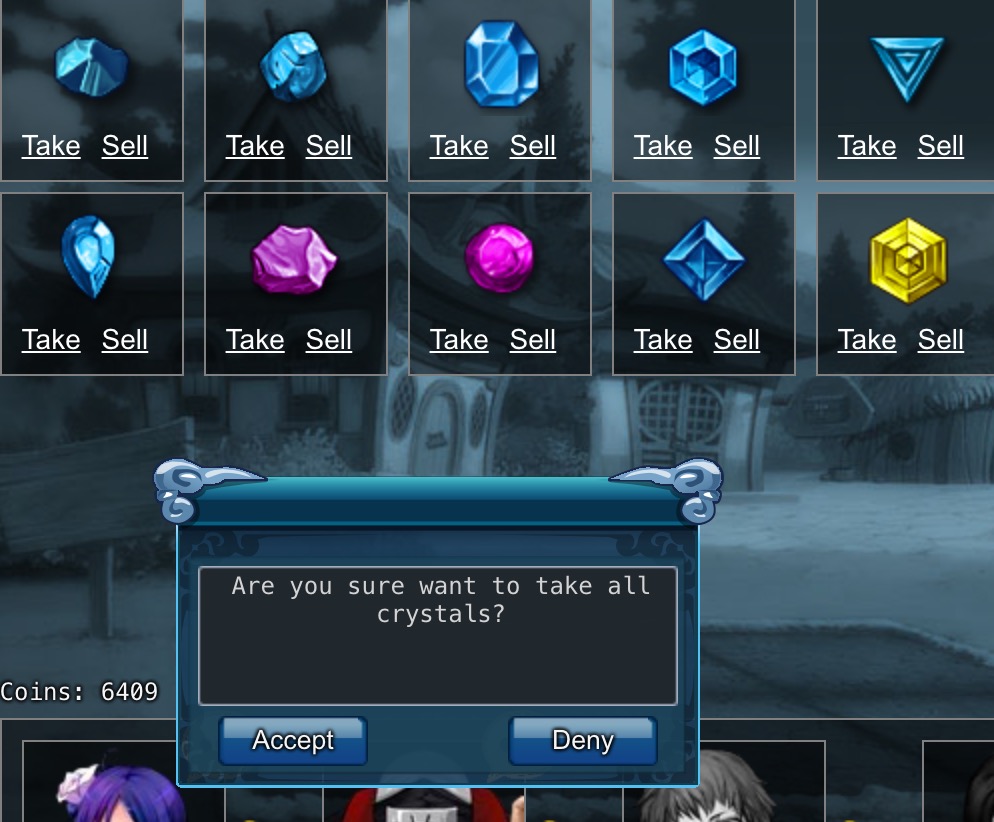 Take Sell Take Sell Take Sell Take Sell Take Sell
Take Sell Take Sell Take Sell Take Sell Take Sell
Are you sure want to take all
crystals?
Coins: 6409
Accept Deny